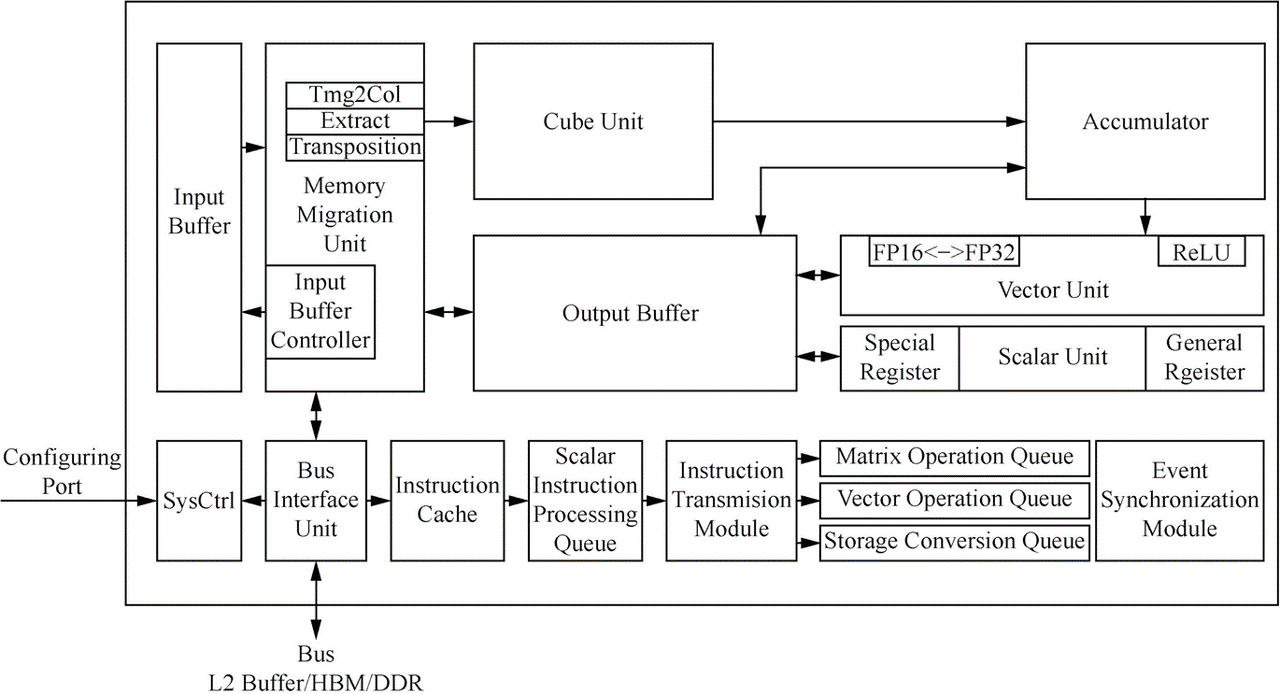 Tmg2Col
Extract
Transposition
Cube Unit
Accumulator
Input
Buffer
Memory
Migration
Unit
Input
Buffer
Controller
Output Buffer
FP16<->FP32
ReLU
Vector Unit
Special
Register
Scalar Unit
General
Rgeister
Configuring
Port
SysCtrl
Bus
Interface
Unit
Instruction
Cache
Scalar
Instruction
Processing
Queue
Instruction
Transmision
Module
Matrix Operation Queue
Vector Operation Queue
Storage Conversion Queue
Event
Synchronization
Module
Bus
L2 Buffer/HBM/DDR